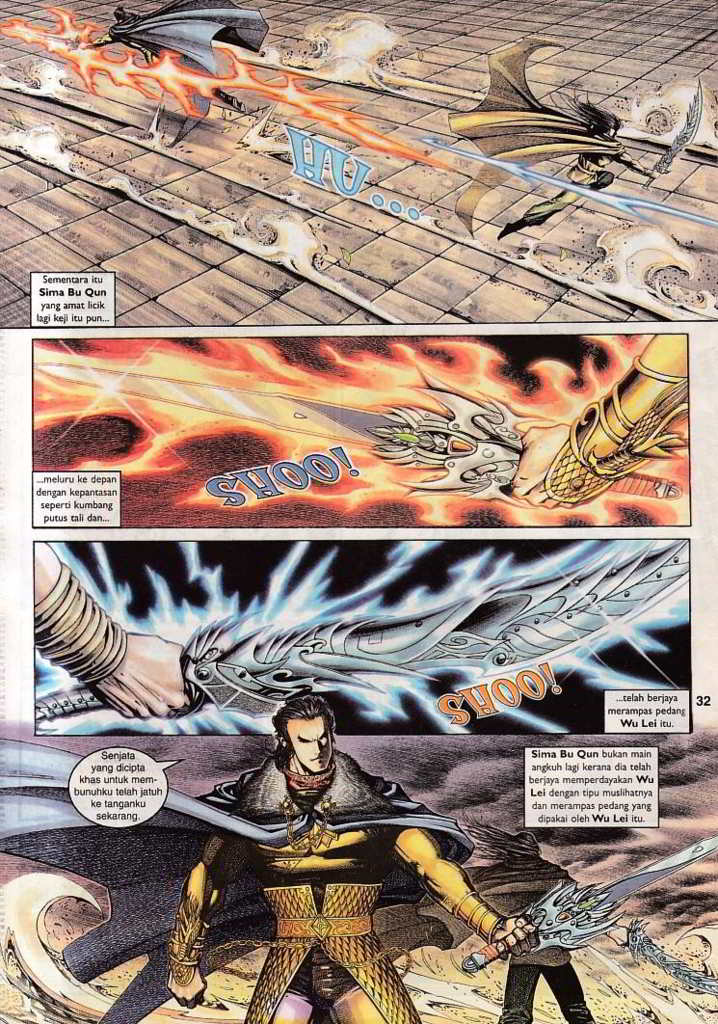 HU...
Sementara itu
Sima Bu Qun
yang amat licik
lagi keji itu pun...
...meluru ke depan
dengan kepantasan
seperti kumbang
putus tali dan...
SHOO!
SHOO!
...telah berjaya
merampas pedang
Wu Lei itu.
32
Senjata
yang dicipta
khas untuk mem-
bunuhku telah jatuh
ke tanganku
sekarang.
Sima Bu Qun bukan main
angkuh lagi kerana dia telah
berjaya memperdayakan Wu
Lei dengan tipu muslihatnya
dan merampas pedang yang
dipakai oleh Wu Lei itu.